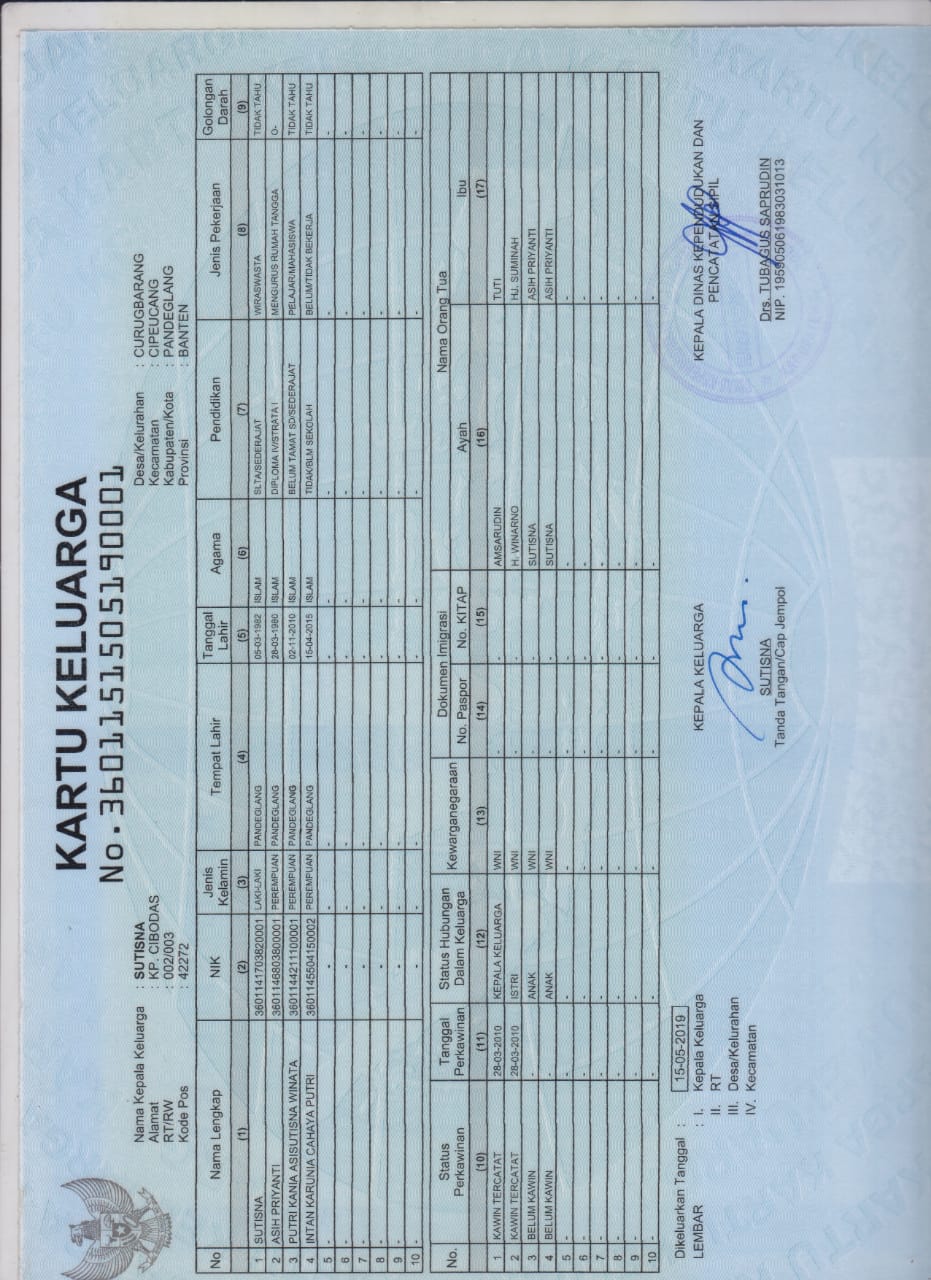 KARTU KELUARGA
No. 3601151505190001
Nama Kepala Keluarga : SUTISNA
Alamat : KP. CIBODAS
RT/RW : 002/003
Kode Pos : 42272
Desa/Kelurahan : CURUGBARANG
Kecamatan : CIPEUCANG
Kabupaten/Kota : PANDEGLANG
Provinsi : BANTEN
No Nama Lengkap NIK Jenis Kelamin Tempat Lahir Tanggal Lahir Agama Pendidikan Jenis Pekerjaan Golongan Darah
(1) (2) (3) (4) (5) (6) (7) (8) (9)
1 SUTISNA 3601141703820001 LAKI-LAKI PANDEGLANG 05-03-1982 ISLAM SLTA/SEDERAJAT WIRASWASTA TIDAK TAHU
2 ASIH PRIYANTI 3601146803800001 PEREMPUAN PANDEGLANG 28-03-1980 ISLAM DIPLOMA IV/STRATA I MENGURUS RUMAH TANGGA O-
3 PUTRI KANIA ASISUTISNA WINATA 3601144211100001 PEREMPUAN PANDEGLANG 02-11-2010 ISLAM BELUM TAMAT SD/SEDERAJAT PELAJAR/MAHASISWA TIDAK TAHU
4 INTAN KARUNIA CAHAYA PUTRI 3601145504150002 PEREMPUAN PANDEGLANG 15-04-2015 ISLAM TIDAK/BLM SEKOLAH BELUM/TIDAK BEKERJA TIDAK TAHU
5 - - - - - - - - -
6 - - - - - - - - -
7 - - - - - - - - -
8 - - - - - - - - -
9 - - - - - - - - -
10 - - - - - - - - -
No. Status Perkawinan Tanggal Perkawinan Status Hubungan Dalam Keluarga Kewarganegaraan Dokumen Imigrasi Nama Orang Tua
No. Paspor No. KITAP Ayah Ibu
(10) (11) (12) (13) (14) (15) (16) (17)
1 KAWIN TERCATAT 28-03-2010 KEPALA KELUARGA WNI - - AMSARUDIN TUTI
2 KAWIN TERCATAT 28-03-2010 ISTRI WNI - - H. WINARNO HJ. SUMINAH
3 BELUM KAWIN - ANAK WNI - - SUTISNA ASIH PRIYANTI
4 BELUM KAWIN - ANAK WNI - - SUTISNA ASIH PRIYANTI
5 - - - - - - - -
6 - - - - - - - -
7 - - - - - - - -
8 - - - - - - - -
9 - - - - - - - -
10 - - - - - - - -
Dikeluarkan Tanggal : 15-05-2019
LEMBAR : I. Kepala Keluarga
II. RT
III. Desa/Kelurahan
IV. Kecamatan
KEPALA KELUARGA
SUTISNA
Tanda Tangan/Cap Jempol
KEPALA DINAS KEPENDUDUKAN DAN
PENCATATAN SIPIL
Drs. TUBAGUS SAPRUDIN
NIP. 195905061983031013